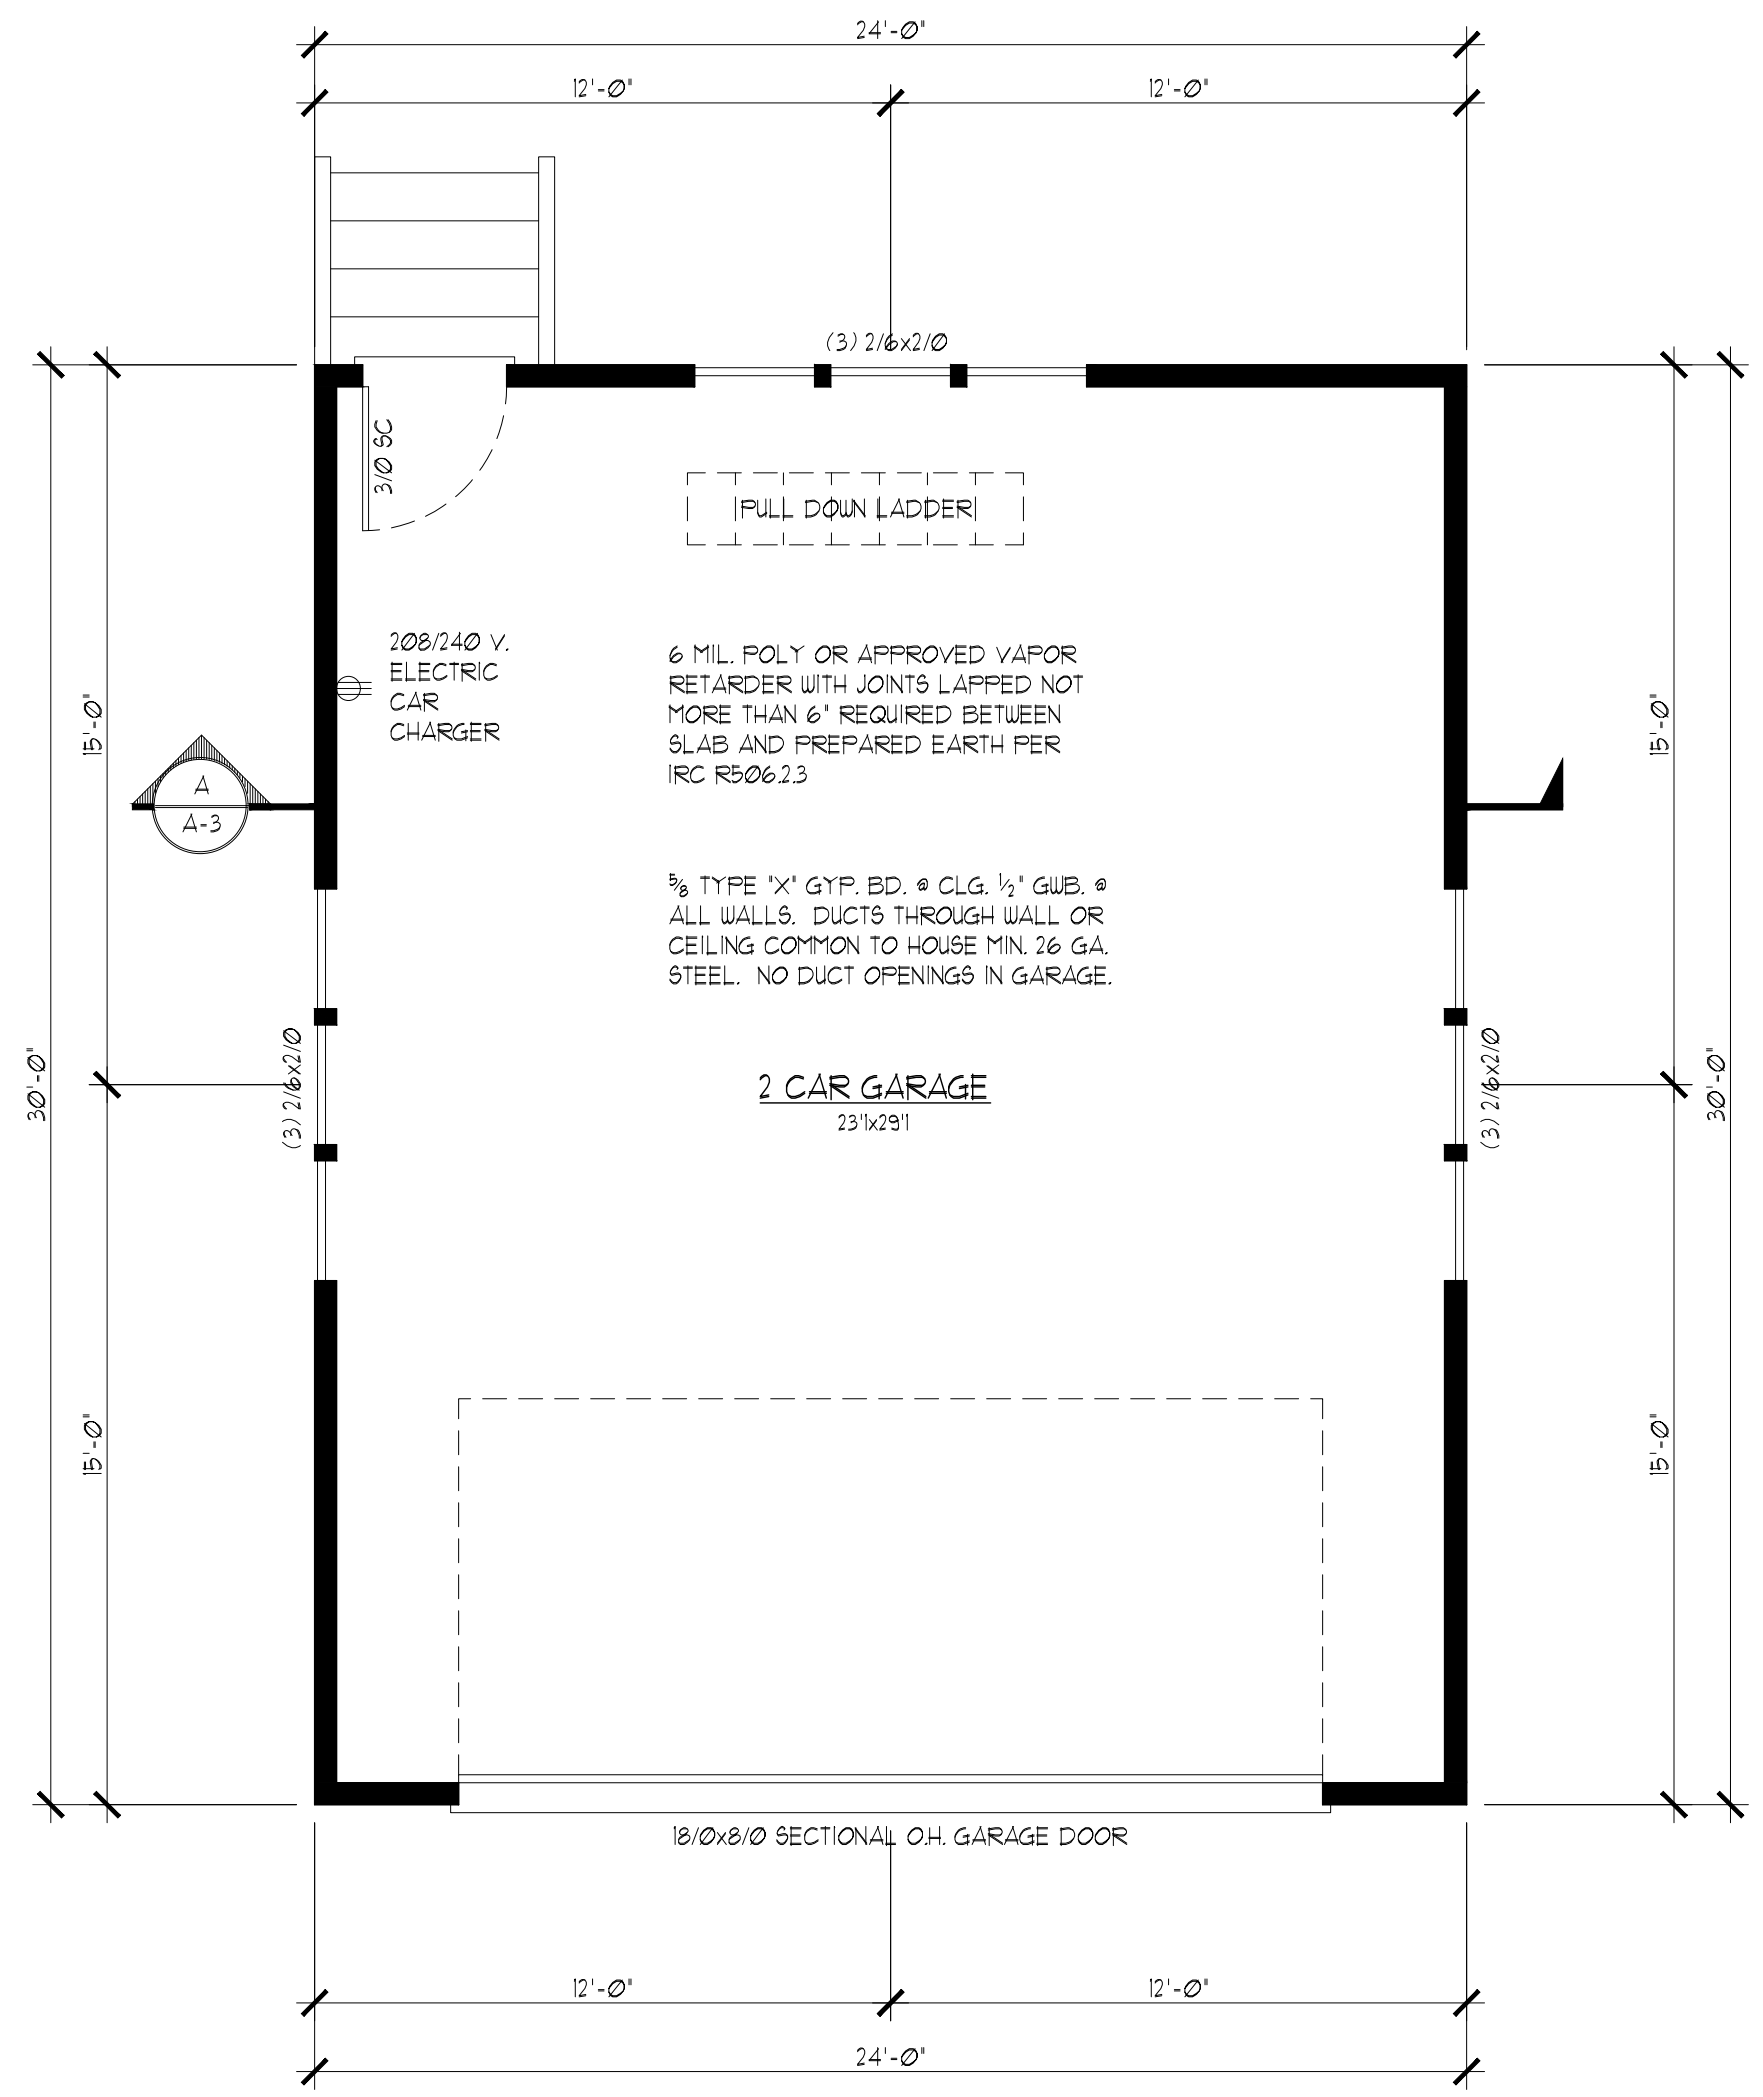 24'-0"
12'-0"
12'-0"
(3) 2/6x2/0
3/0 SC
PULL DOWN LADDER
208/240 V.
ELECTRIC
CAR
CHARGER
6 MIL. POLY OR APPROVED VAPOR
RETARDER WITH JOINTS LAPPED NOT
MORE THAN 6" REQUIRED BETWEEN
SLAB AND PREPARED EARTH PER
IRC R506.2.3
15'-0"
15'-0"
A
A-3
5/8 TYPE "X" GYP. BD. @ CLG. 1/2" GWB. @
ALL WALLS. DUCTS THROUGH WALL OR
CEILING COMMON TO HOUSE MIN. 26 GA.
STEEL. NO DUCT OPENINGS IN GARAGE.
30'-0"
(3) 2/6x2/0
2 CAR GARAGE
23'1x29'1
(3) 2/6x2/0
30'-0"
15'-0"
15'-0"
18/0x8/0 SECTIONAL O.H. GARAGE DOOR
12'-0"
12'-0"
24'-0"